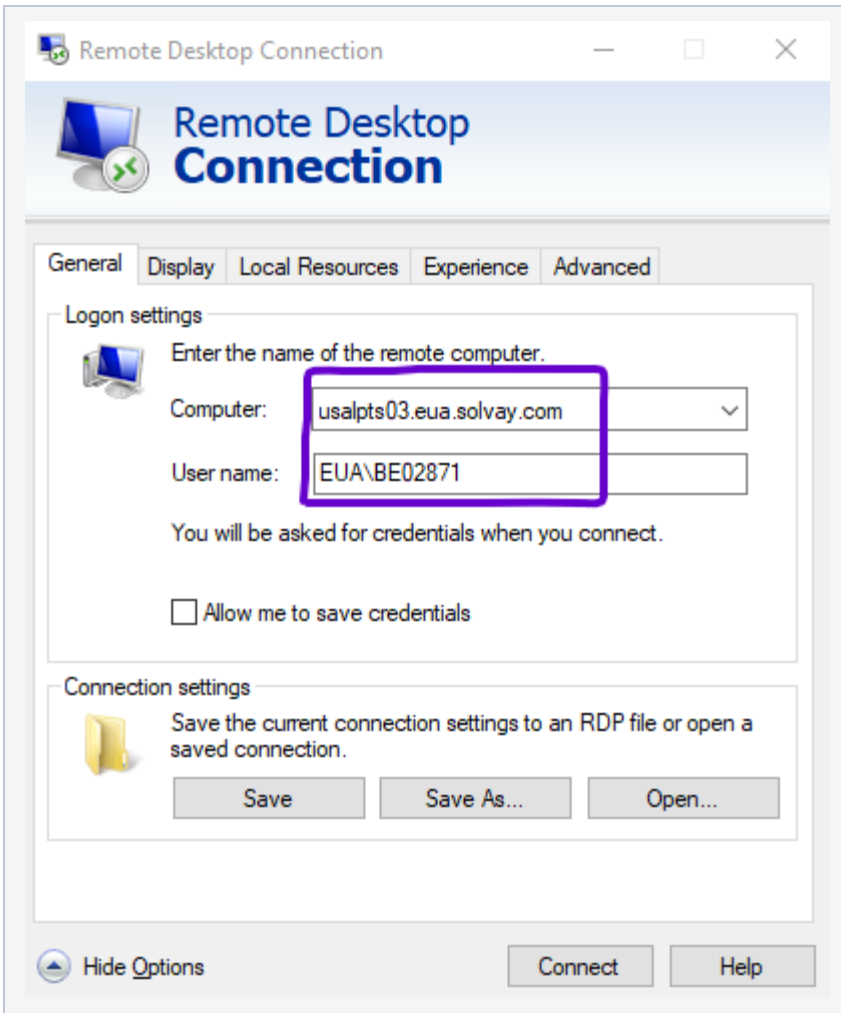 Remote Desktop Connection
Remote Desktop
Connection
General Display Local Resources Experience Advanced
Logon settings
Enter the name of the remote computer.
Computer: usalpts03.eua.solvay.com
User name: EUA\BE02871
You will be asked for credentials when you connect.
Allow me to save credentials
Connection settings
Save the current connection settings to an RDP file or open a
saved connection.
Save Save As... Open...
Hide Options Connect Help